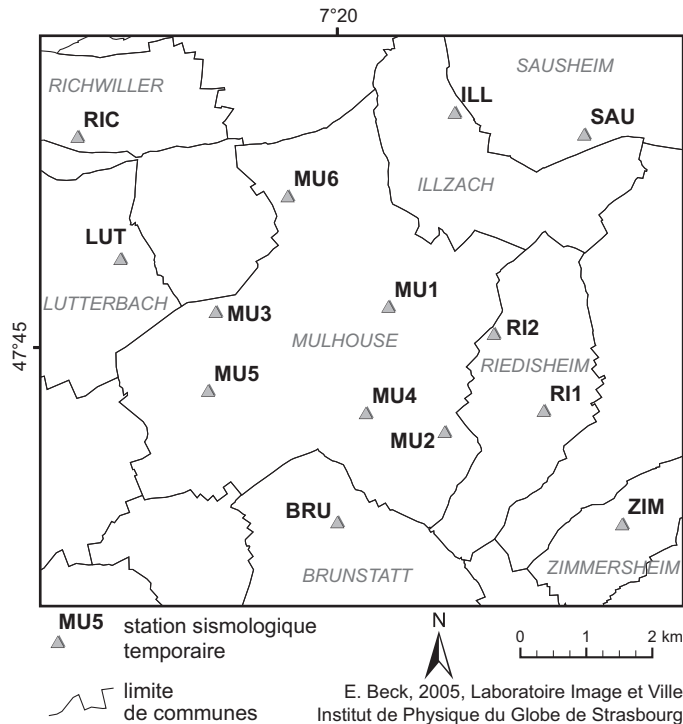 7°20
RICHWILLER
SAUSHEIM
RIC
ILL
SAU
MU6
ILLZACH
LUT
LUTTERBACH
MU3
MU1
MULHOUSE
RI2
47°45
RIEDISHEIM
MU5
MU4
RI1
MU2
BRU
ZIM
BRUNSTATT
ZIMMERSHEIM
MU5
station sismologique
temporaire
N
0 1 2 km
limite
de communes
E. Beck, 2005, Laboratoire Image et Ville
Institut de Physique du Globe de Strasbourg